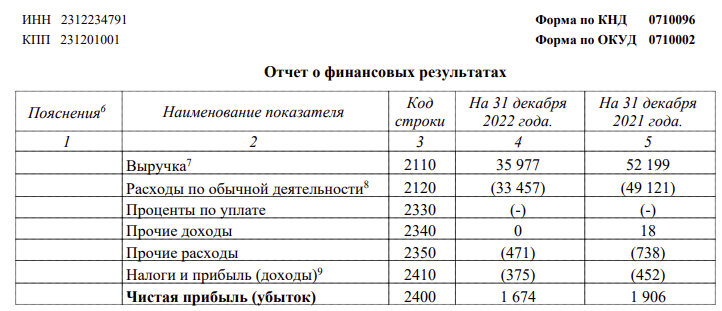 ИНН 2312234791 Форма по КНД 0710096
КПП 231201001 Форма по ОКУД 0710002
Отчет о финансовых результатах
Пояснения⁶ Наименование показателя Код строки На 31 декабря 2022 года. На 31 декабря 2021 года.
1 2 3 4 5
Выручка⁷ 2110 35 977 52 199
Расходы по обычной деятельности⁸ 2120 (33 457) (49 121)
Проценты по уплате 2330 (-) (-)
Прочие доходы 2340 0 18
Прочие расходы 2350 (471) (738)
Налоги и прибыль (доходы)⁹ 2410 (375) (452)
Чистая прибыль (убыток) 2400 1 674 1 906